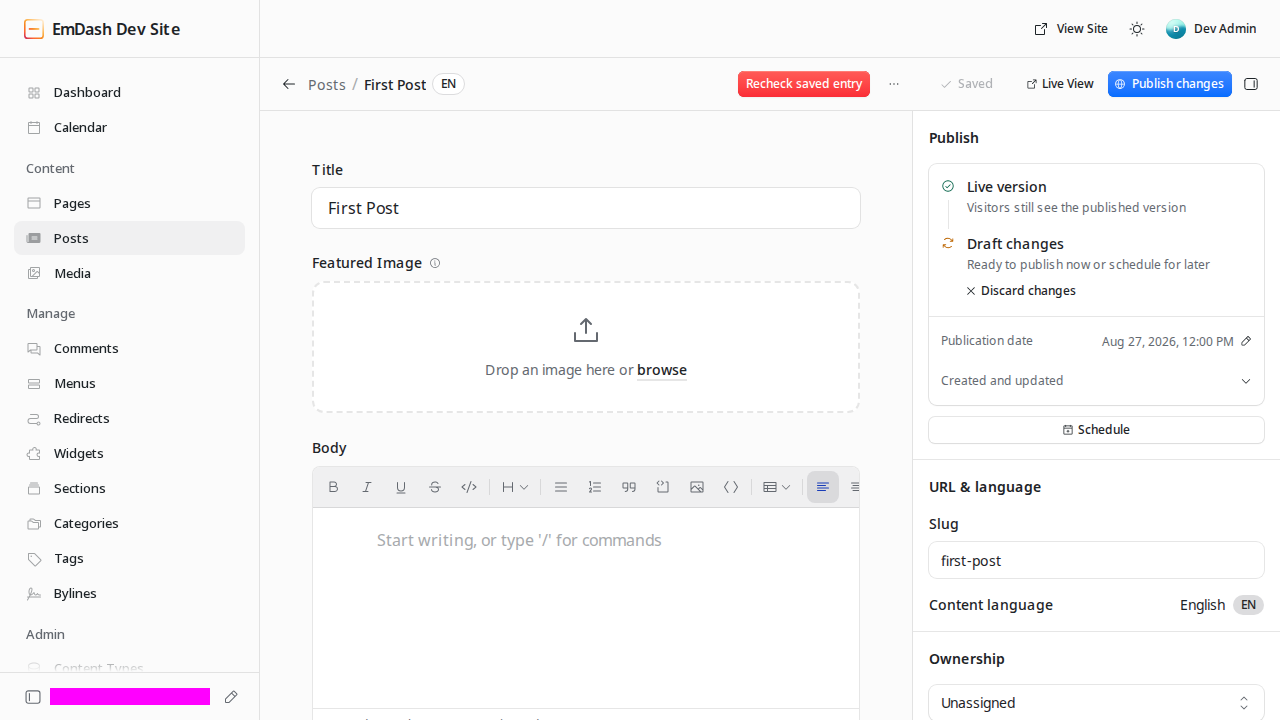 EmDash Dev Site
View Site
Dev Admin
Posts / First Post EN
Recheck saved entry
Saved
Live View
Publish changes
Dashboard
Calendar
Content
Pages
Posts
Media
Manage
Comments
Menus
Redirects
Widgets
Sections
Categories
Tags
Bylines
Admin
Content Types
Title
First Post
Featured Image
Drop an image here or browse
Body
Start writing, or type '/' for commands
Publish
Live version
Visitors still see the published version
Draft changes
Ready to publish now or schedule for later
Discard changes
Publication date
Aug 27, 2026, 12:00 PM
Created and updated
Schedule
URL & language
Slug
first-post
Content language
English EN
Ownership
Unassigned